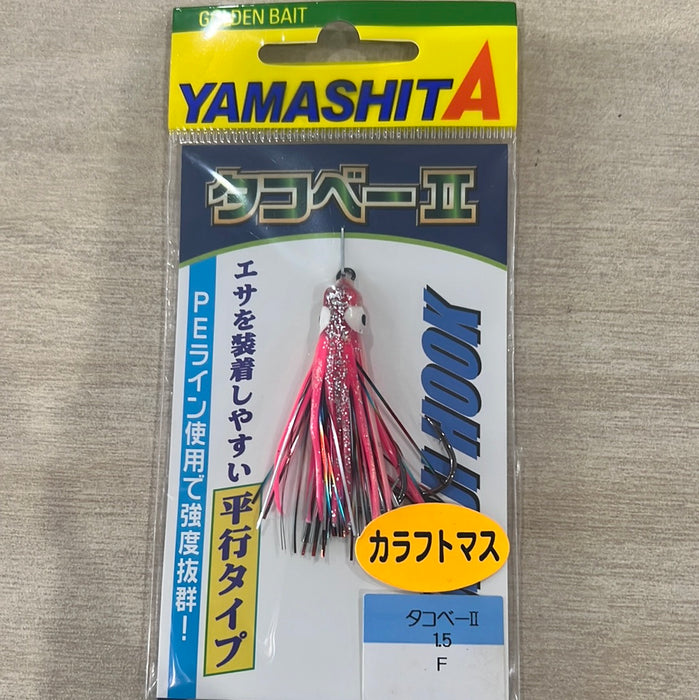 GOLDEN BAIT
YAMASHITA
タコベーⅡ
エサを装着しやすい
平行タイプ
PEライン使用で強度抜群!
HOOK
カラフトマス
タコベーⅡ
1.5
F